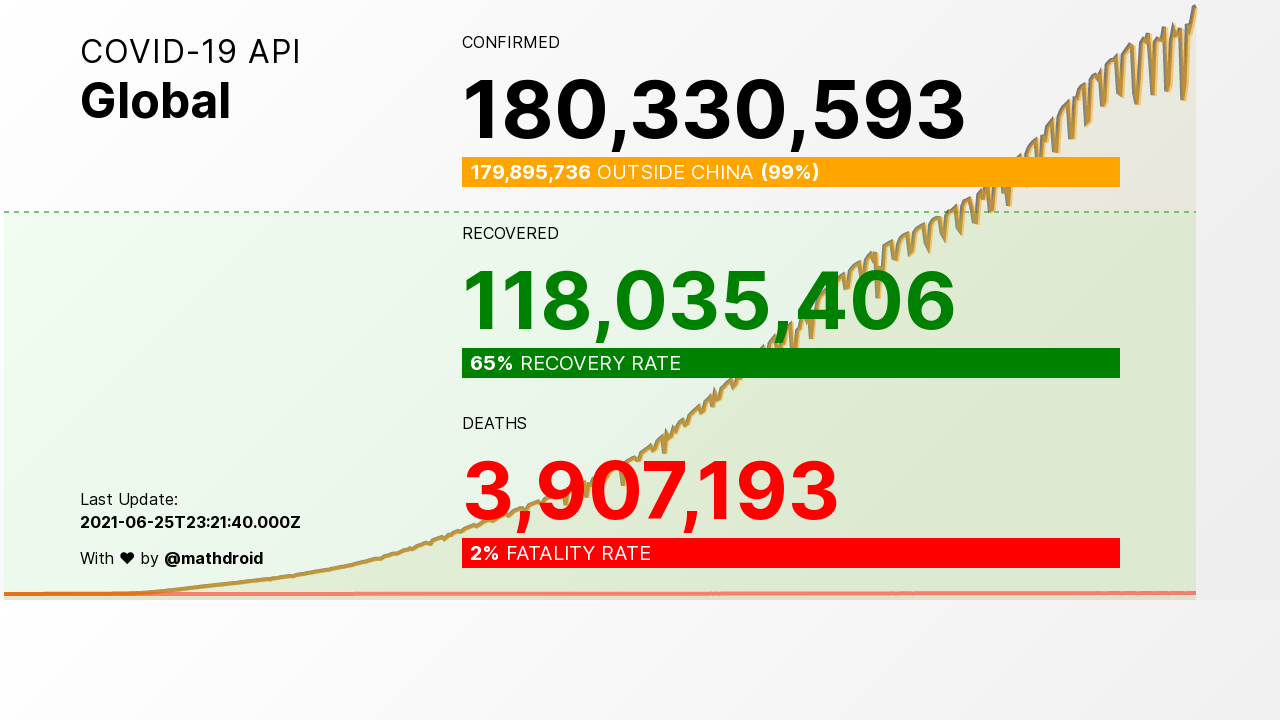 COVID-19 API
Global
CONFIRMED
180,330,593
179,895,736 OUTSIDE CHINA (99%)
RECOVERED
118,035,406
65% RECOVERY RATE
DEATHS
3,907,193
2% FATALITY RATE
Last Update:
2021-06-25T23:21:40.000Z
With ♥ by @mathdroid